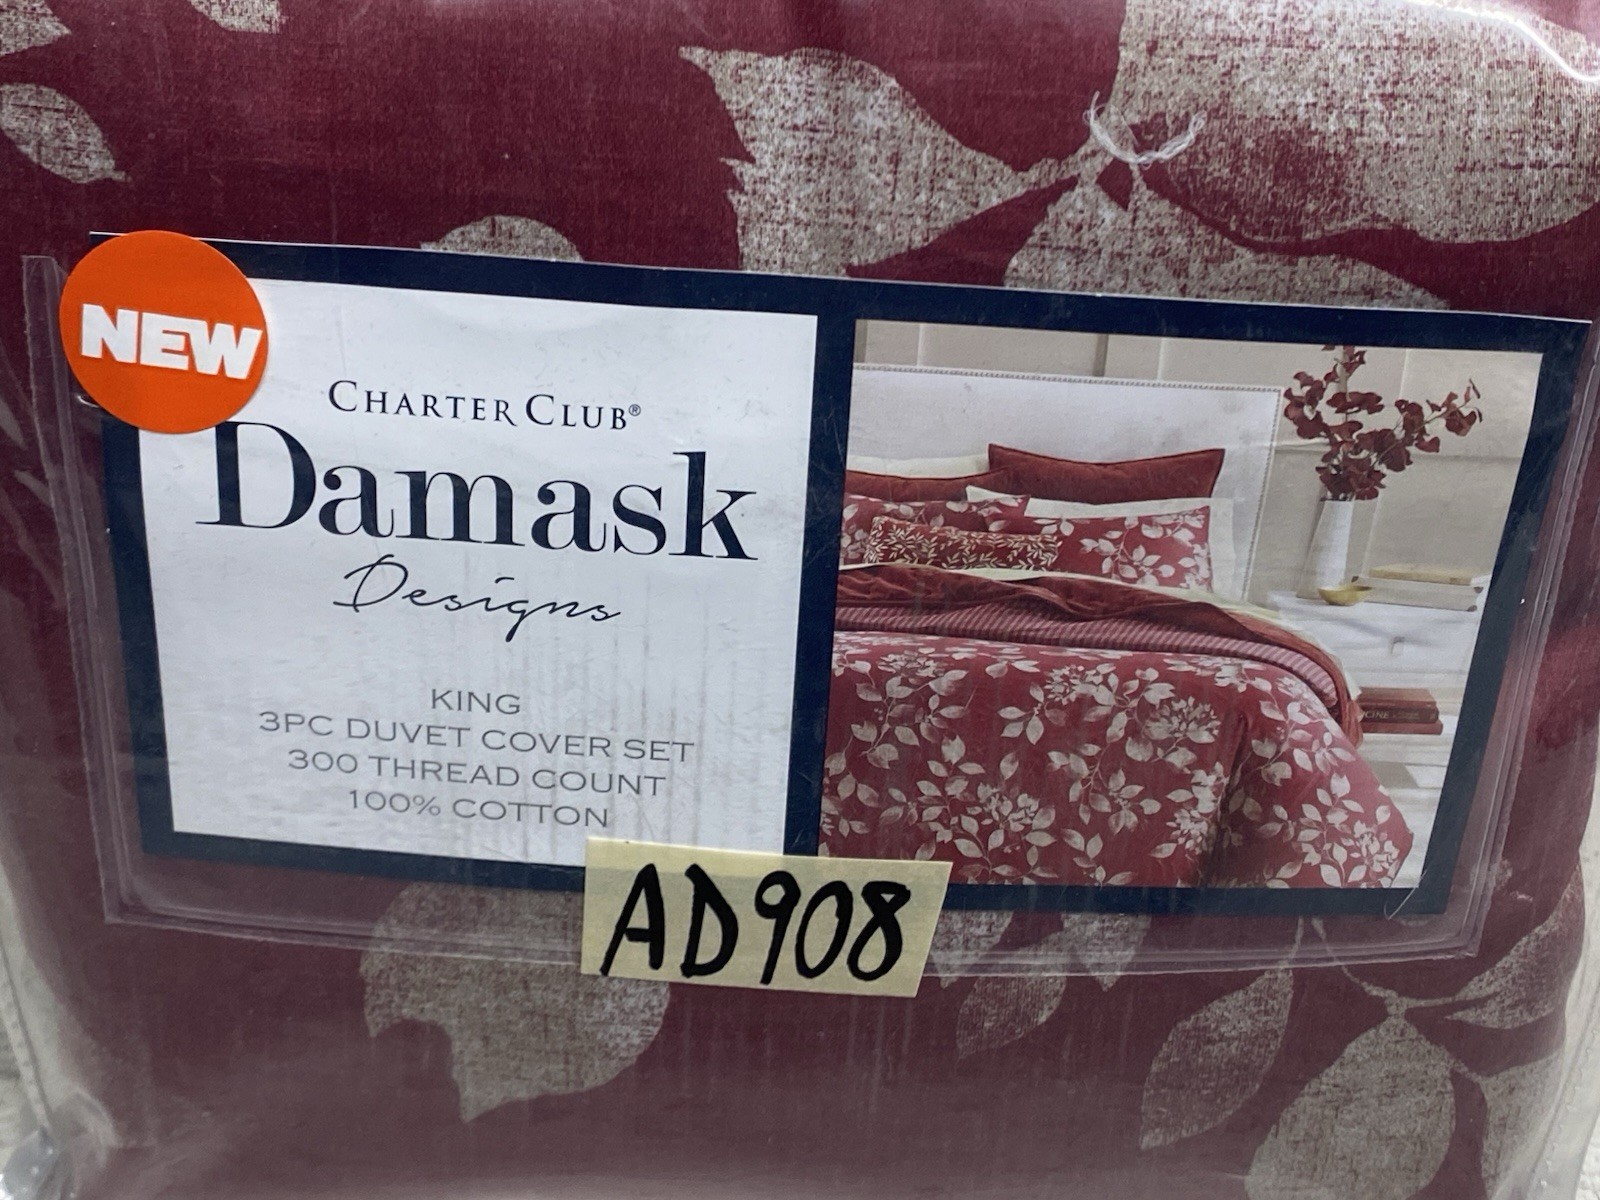 NEW
CHARTER CLUB®
Damask
Designs
KING
3PC DUVET COVER SET
300 THREAD COUNT
100% COTTON
AD908